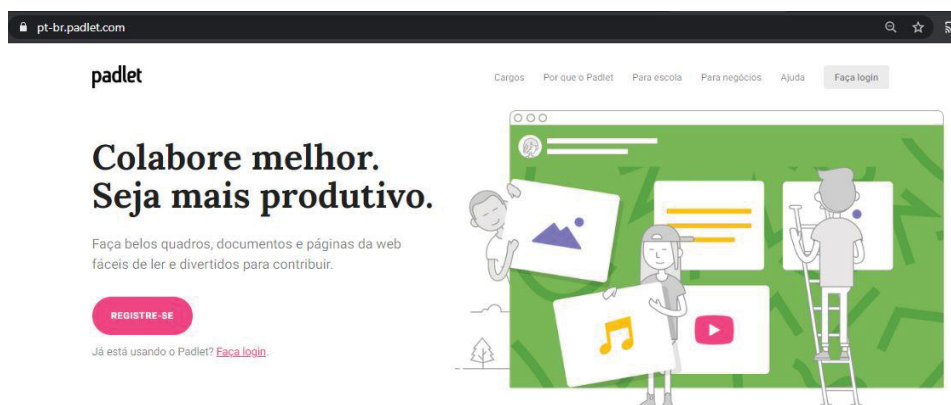 pt-br.padlet.com
padlet
Cargos Por que o Padlet Para escola Para negócios Ajuda Faça login
Colabore melhor.
Seja mais produtivo.
Faça belos quadros, documentos e páginas da web
fáceis de ler e divertidos para contribuir.
REGISTRE-SE
Já está usando o Padlet? Faça login.